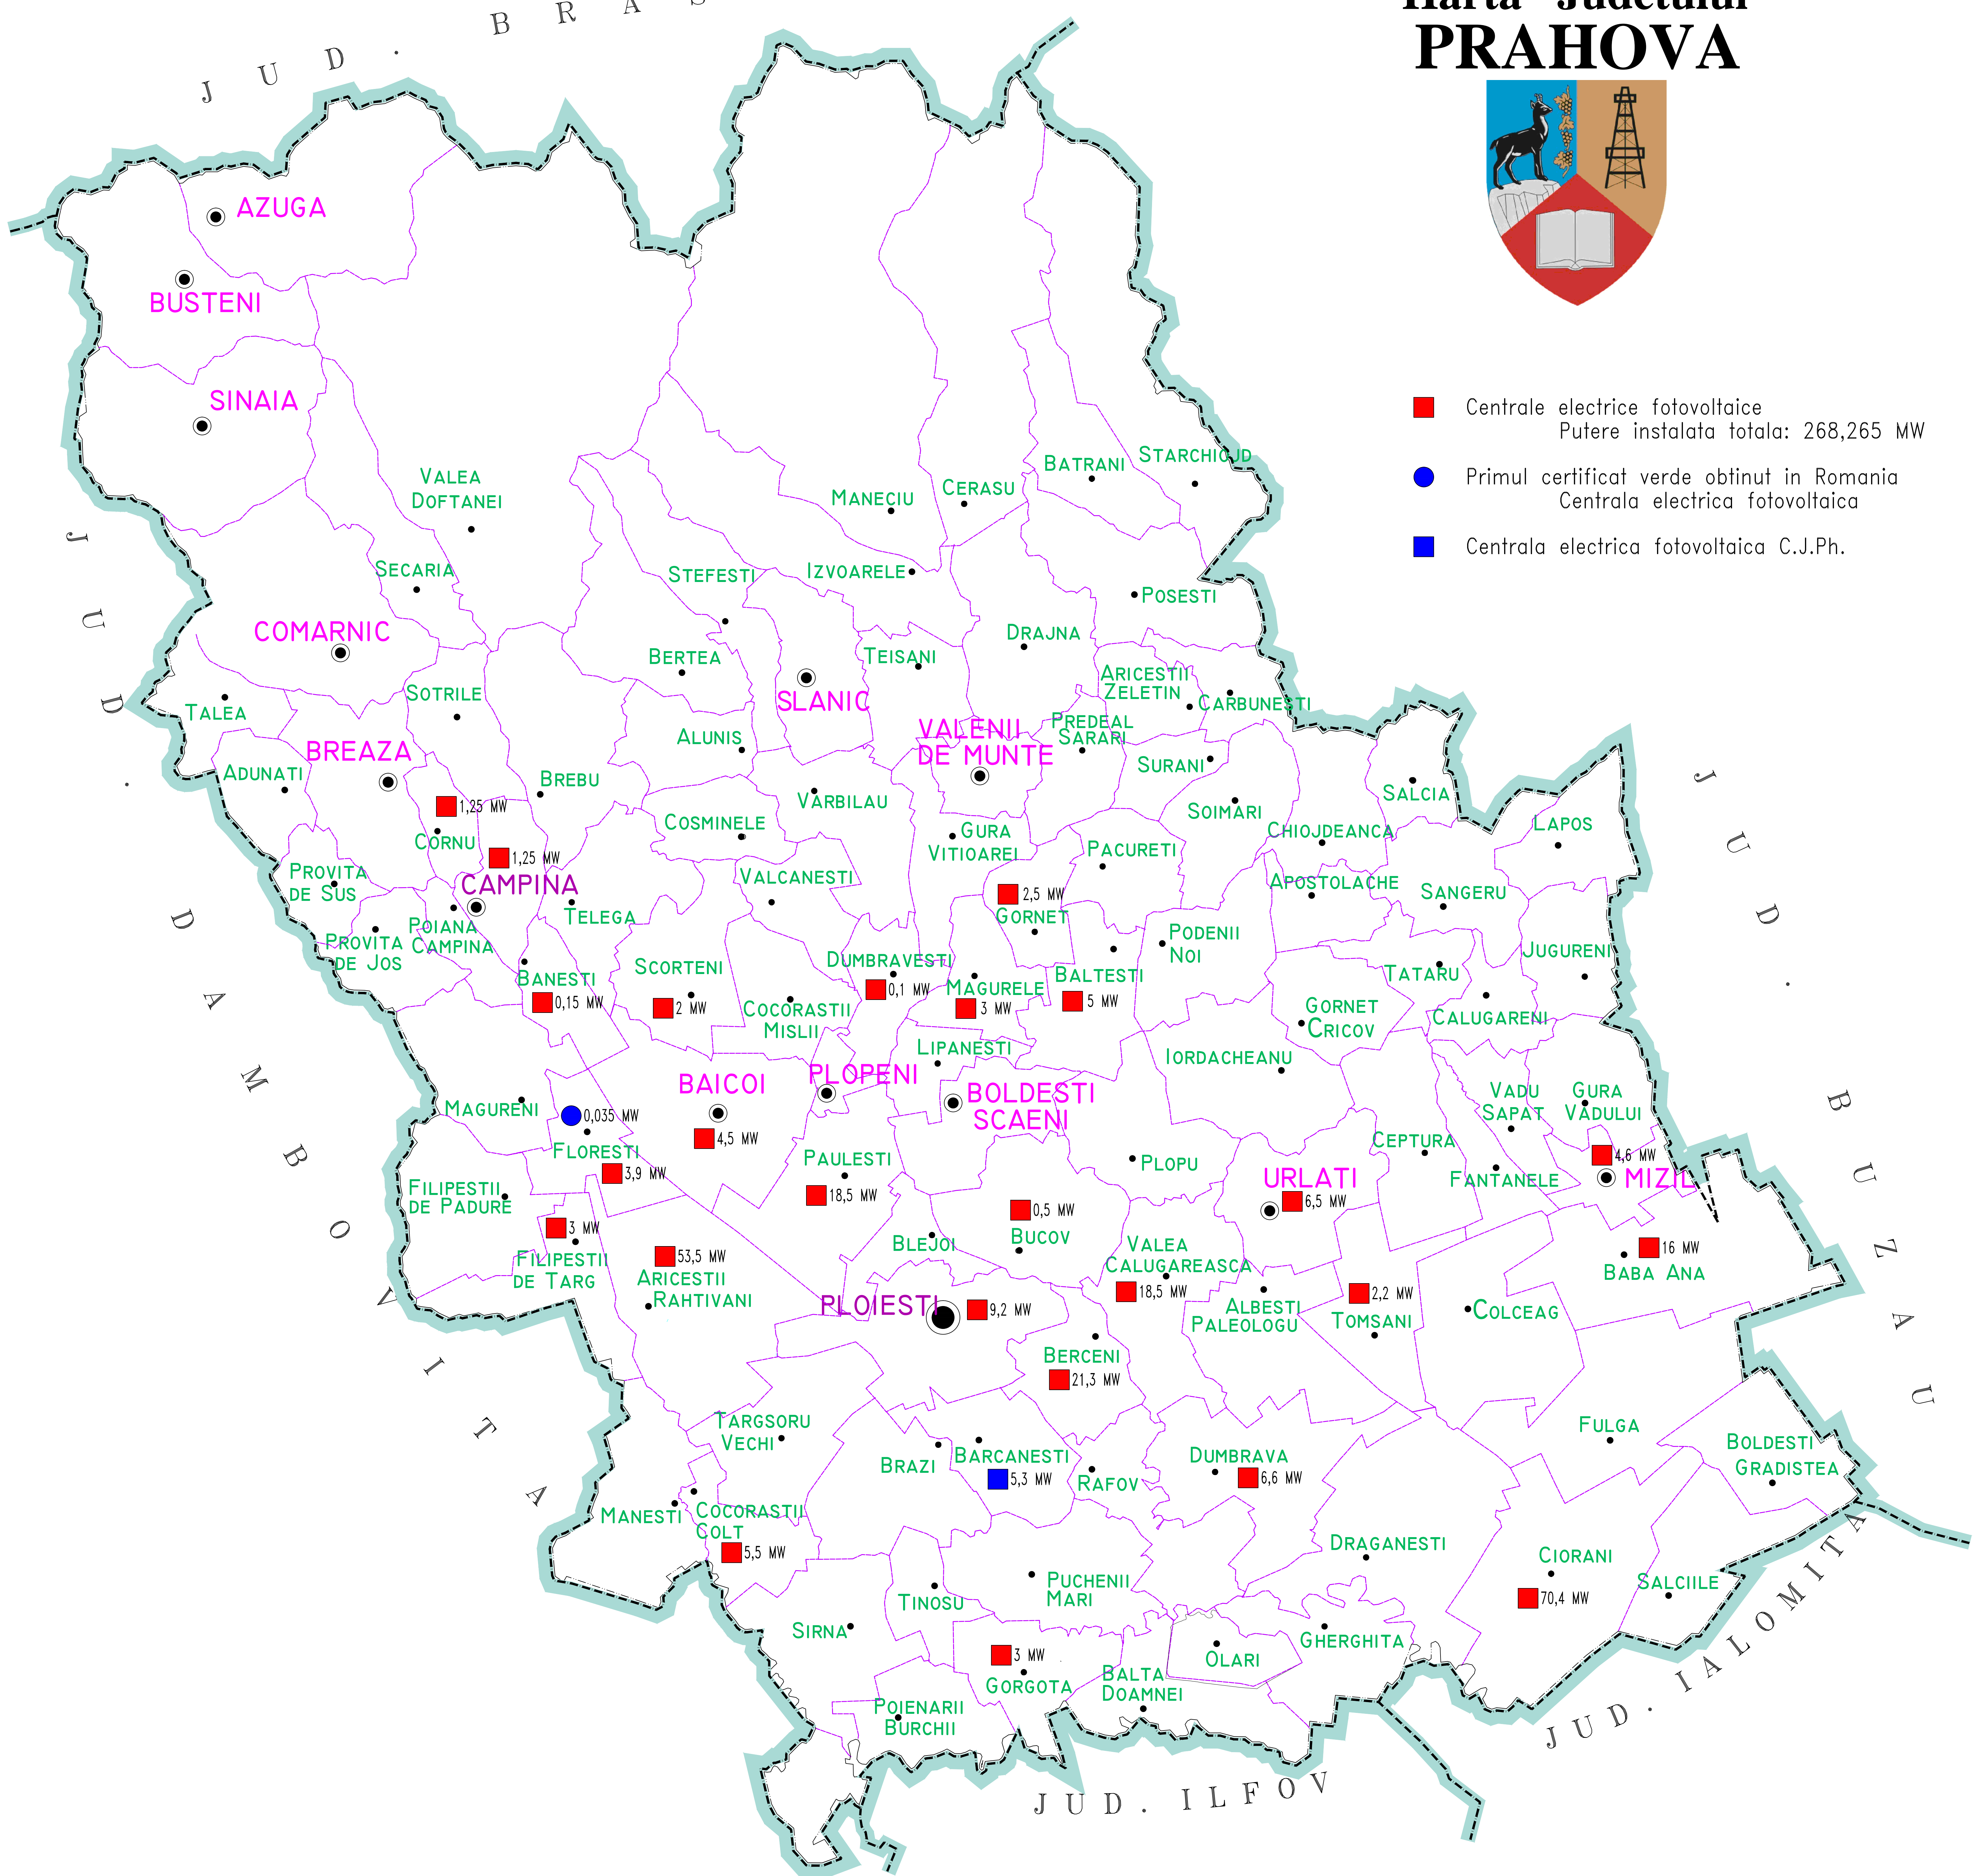 Harta Judetului
PRAHOVA
Centrale electrice fotovoltaice
Putere instalata totala: 268,265 MW
Primul certificat verde obtinut in Romania
Centrala electrica fotovoltaica
Centrala electrica fotovoltaica C.J.Ph.
JUD. BRAS
AZUGA
BUSTENI
SINAIA
VALEA
DOFTANEI
MANECIU
CERASU
BATRANI
STARCHIOJD
SECARIA
STEFESTI
IZVOARELE
POSESTI
COMARNIC
DRAJNA
BERTEA
TEISANI
ARICESTII
ZELETIN
CARBUNESTI
SOTRILE
SLANIC
TALEA
VALENII
DE MUNTE
PREDEAL
SARARI
ALUNIS
BREAZA
SURANI
ADUNATI
BREBU
SALCIA
1,25 MW
VARBILAU
SOIMARI
CORNU
COSMINELE
GURA
VITIOAREI
CHIOJDEANCA
LAPOS
PACURETI
1,25 MW
CAMPINA
PROVITA
DE SUS
VALCANESTI
2,5 MW
GORNET
APOSTOLACHE
SANGERU
TELEGA
POIANA
CAMPINA
PROVITA
DE JOS
PODENII
NOI
JUGURENI
DUMBRAVESTI
0,1 MW
SCORTENI
2 MW
BANESTI
0,15 MW
BALTESTI
5 MW
TATARU
MAGURELE
3 MW
COCORASTII
MISLII
GORNET
CRICOV
CALUGARENI
LIPANESTI
IORDACHEANU
BAICOI
4,5 MW
PLOPENI
BOLDESTI
SCAENI
VADU
SAPAT
GURA
VADULUI
MAGURENI
0,035 MW
FLORESTI
3,9 MW
CEPTURA
4,6 MW
MIZIL
PAULESTI
18,5 MW
PLOPU
URLATI
6,5 MW
FANTANELE
FILIPESTII
DE PADURE
3 MW
FILIPESTII
DE TARG
0,5 MW
BUCOV
BLEJOI
VALEA
CALUGAREASCA
18,5 MW
16 MW
BABA ANA
53,5 MW
ARICESTII
RAHTIVANI
PLOIESTI
9,2 MW
ALBESTI
PALEOLOGU
2,2 MW
TOMSANI
COLCEAG
BERCENI
21,3 MW
TARGSORU
VECHI
BRAZI
BARCANESTI
5,3 MW
RAFOV
DUMBRAVA
6,6 MW
FULGA
BOLDESTI
GRADISTEA
MANESTI
COCORASTII
COLT
5,5 MW
DRAGANESTI
CIORANI
70,4 MW
SALCIILE
TINOSU
PUCHENII
MARI
SIRNA
3 MW
GORGOTA
OLARI
GHERGHITA
BALTA
DOAMNEI
POIENARII
BURCHII
JUD. DAMBOVITA
JUD. BUZAU
JUD. IALOMITA
JUD. ILFOV